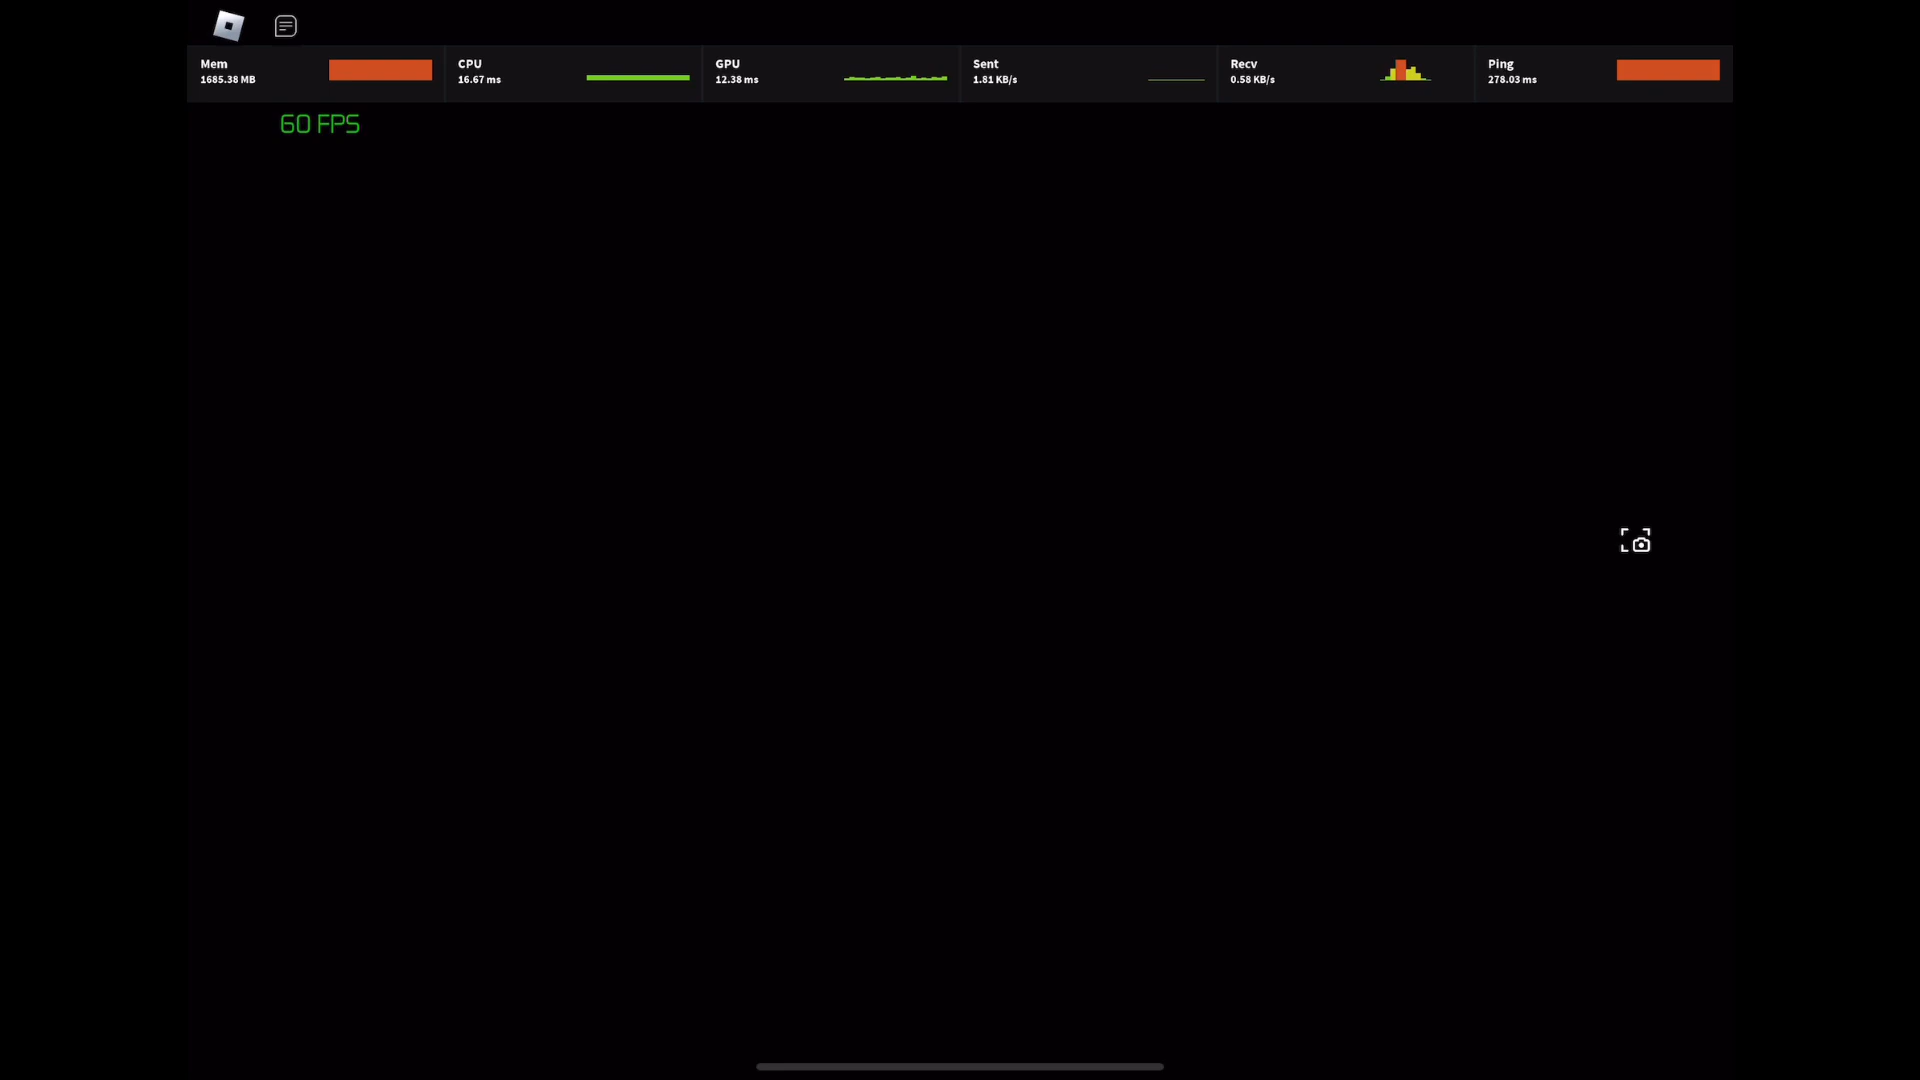 Mem CPU GPU Sent Recv Ping
1685.38 MB 16.67 ms 12.38 ms 1.81 KB/s 0.58 KB/s 278.03 ms
60 FPS